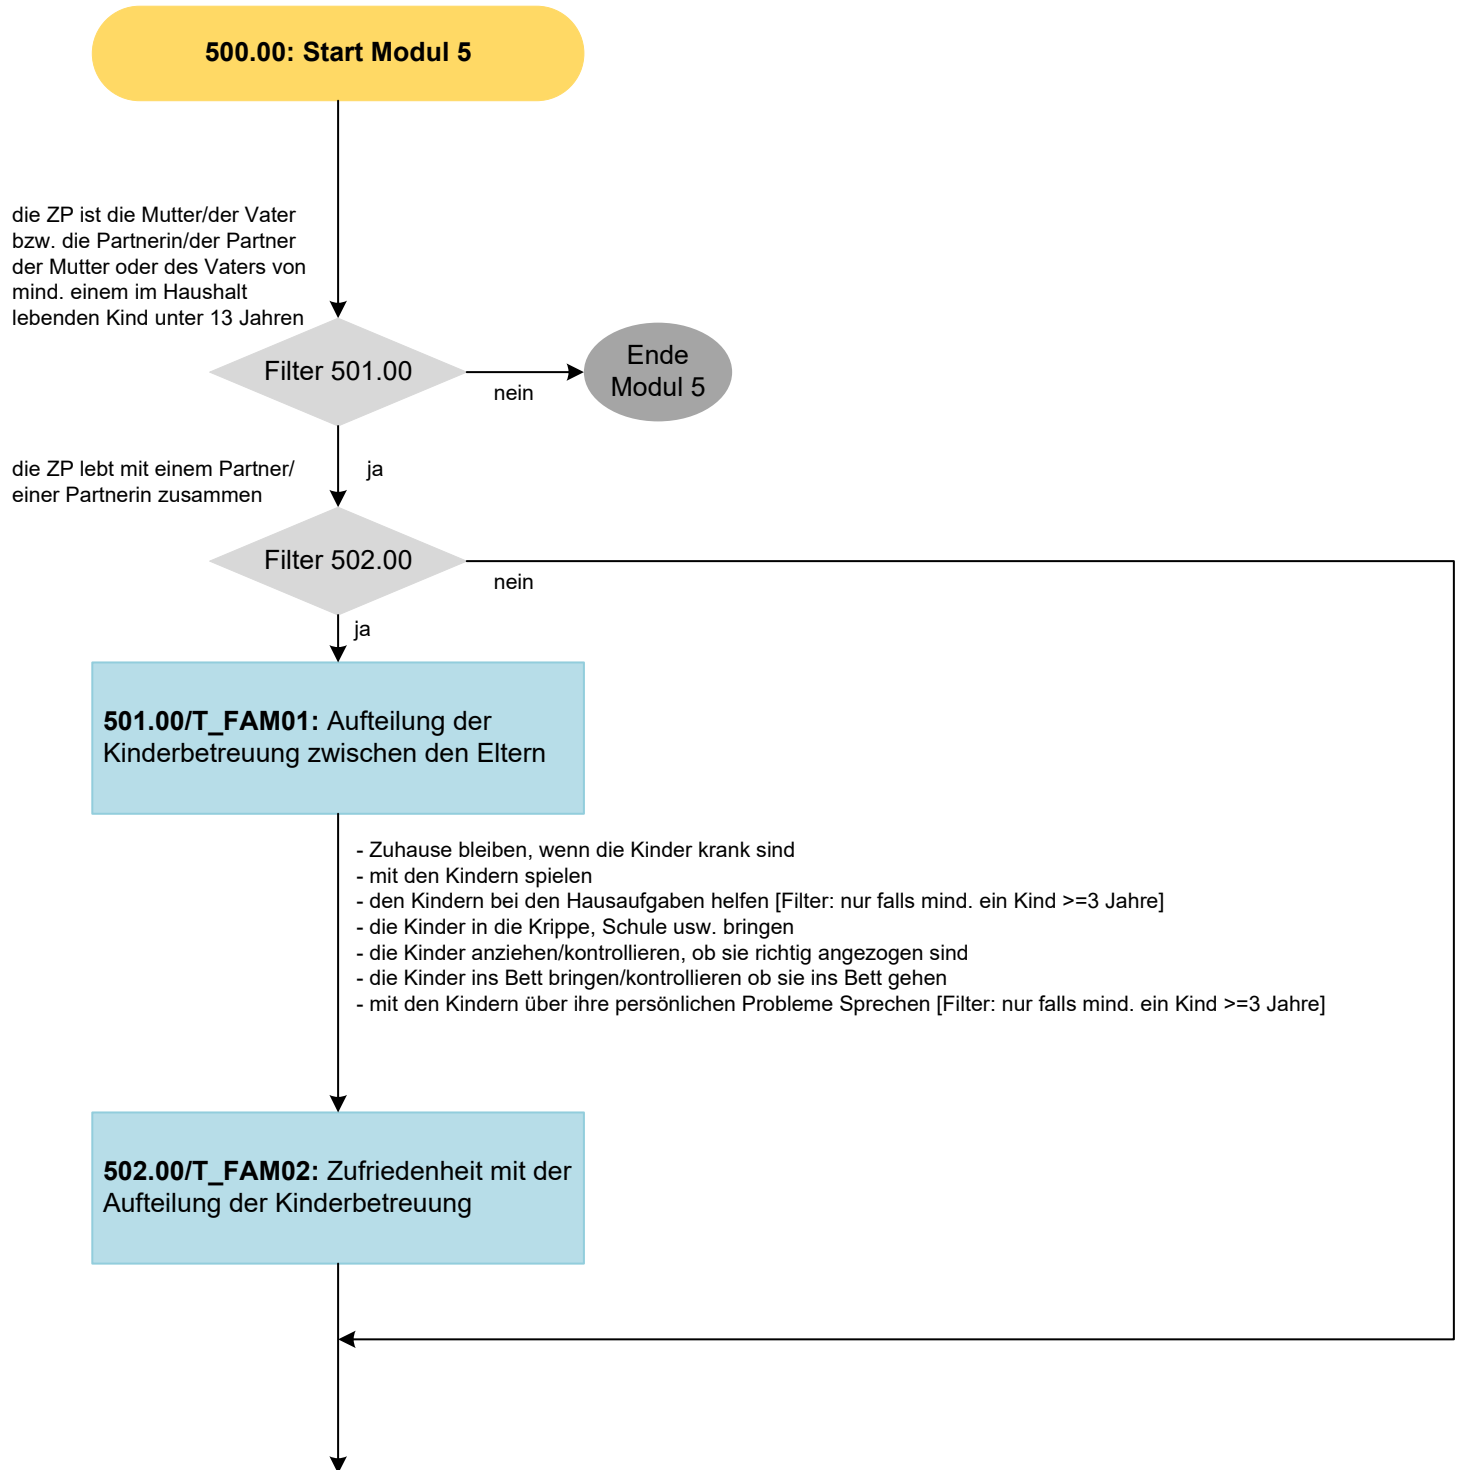 500.00: Start Modul 5
die ZP ist die Mutter/der Vater
bzw. die Partnerin/der Partner
der Mutter oder des Vaters von
mind. einem im Haushalt
lebenden Kind unter 13 Jahren
Filter 501.00
nein
Ende
Modul 5
ja
die ZP lebt mit einem Partner/
einer Partnerin zusammen
Filter 502.00
nein
ja
501.00/T_FAM01: Aufteilung der
Kinderbetreuung zwischen den Eltern
- Zuhause bleiben, wenn die Kinder krank sind
- mit den Kindern spielen
- den Kindern bei den Hausaufgaben helfen [Filter: nur falls mind. ein Kind >=3 Jahre]
- die Kinder in die Krippe, Schule usw. bringen
- die Kinder anziehen/kontrollieren, ob sie richtig angezogen sind
- die Kinder ins Bett bringen/kontrollieren ob sie ins Bett gehen
- mit den Kindern über ihre persönlichen Probleme Sprechen [Filter: nur falls mind. ein Kind >=3 Jahre]
502.00/T_FAM02: Zufriedenheit mit der
Aufteilung der Kinderbetreuung